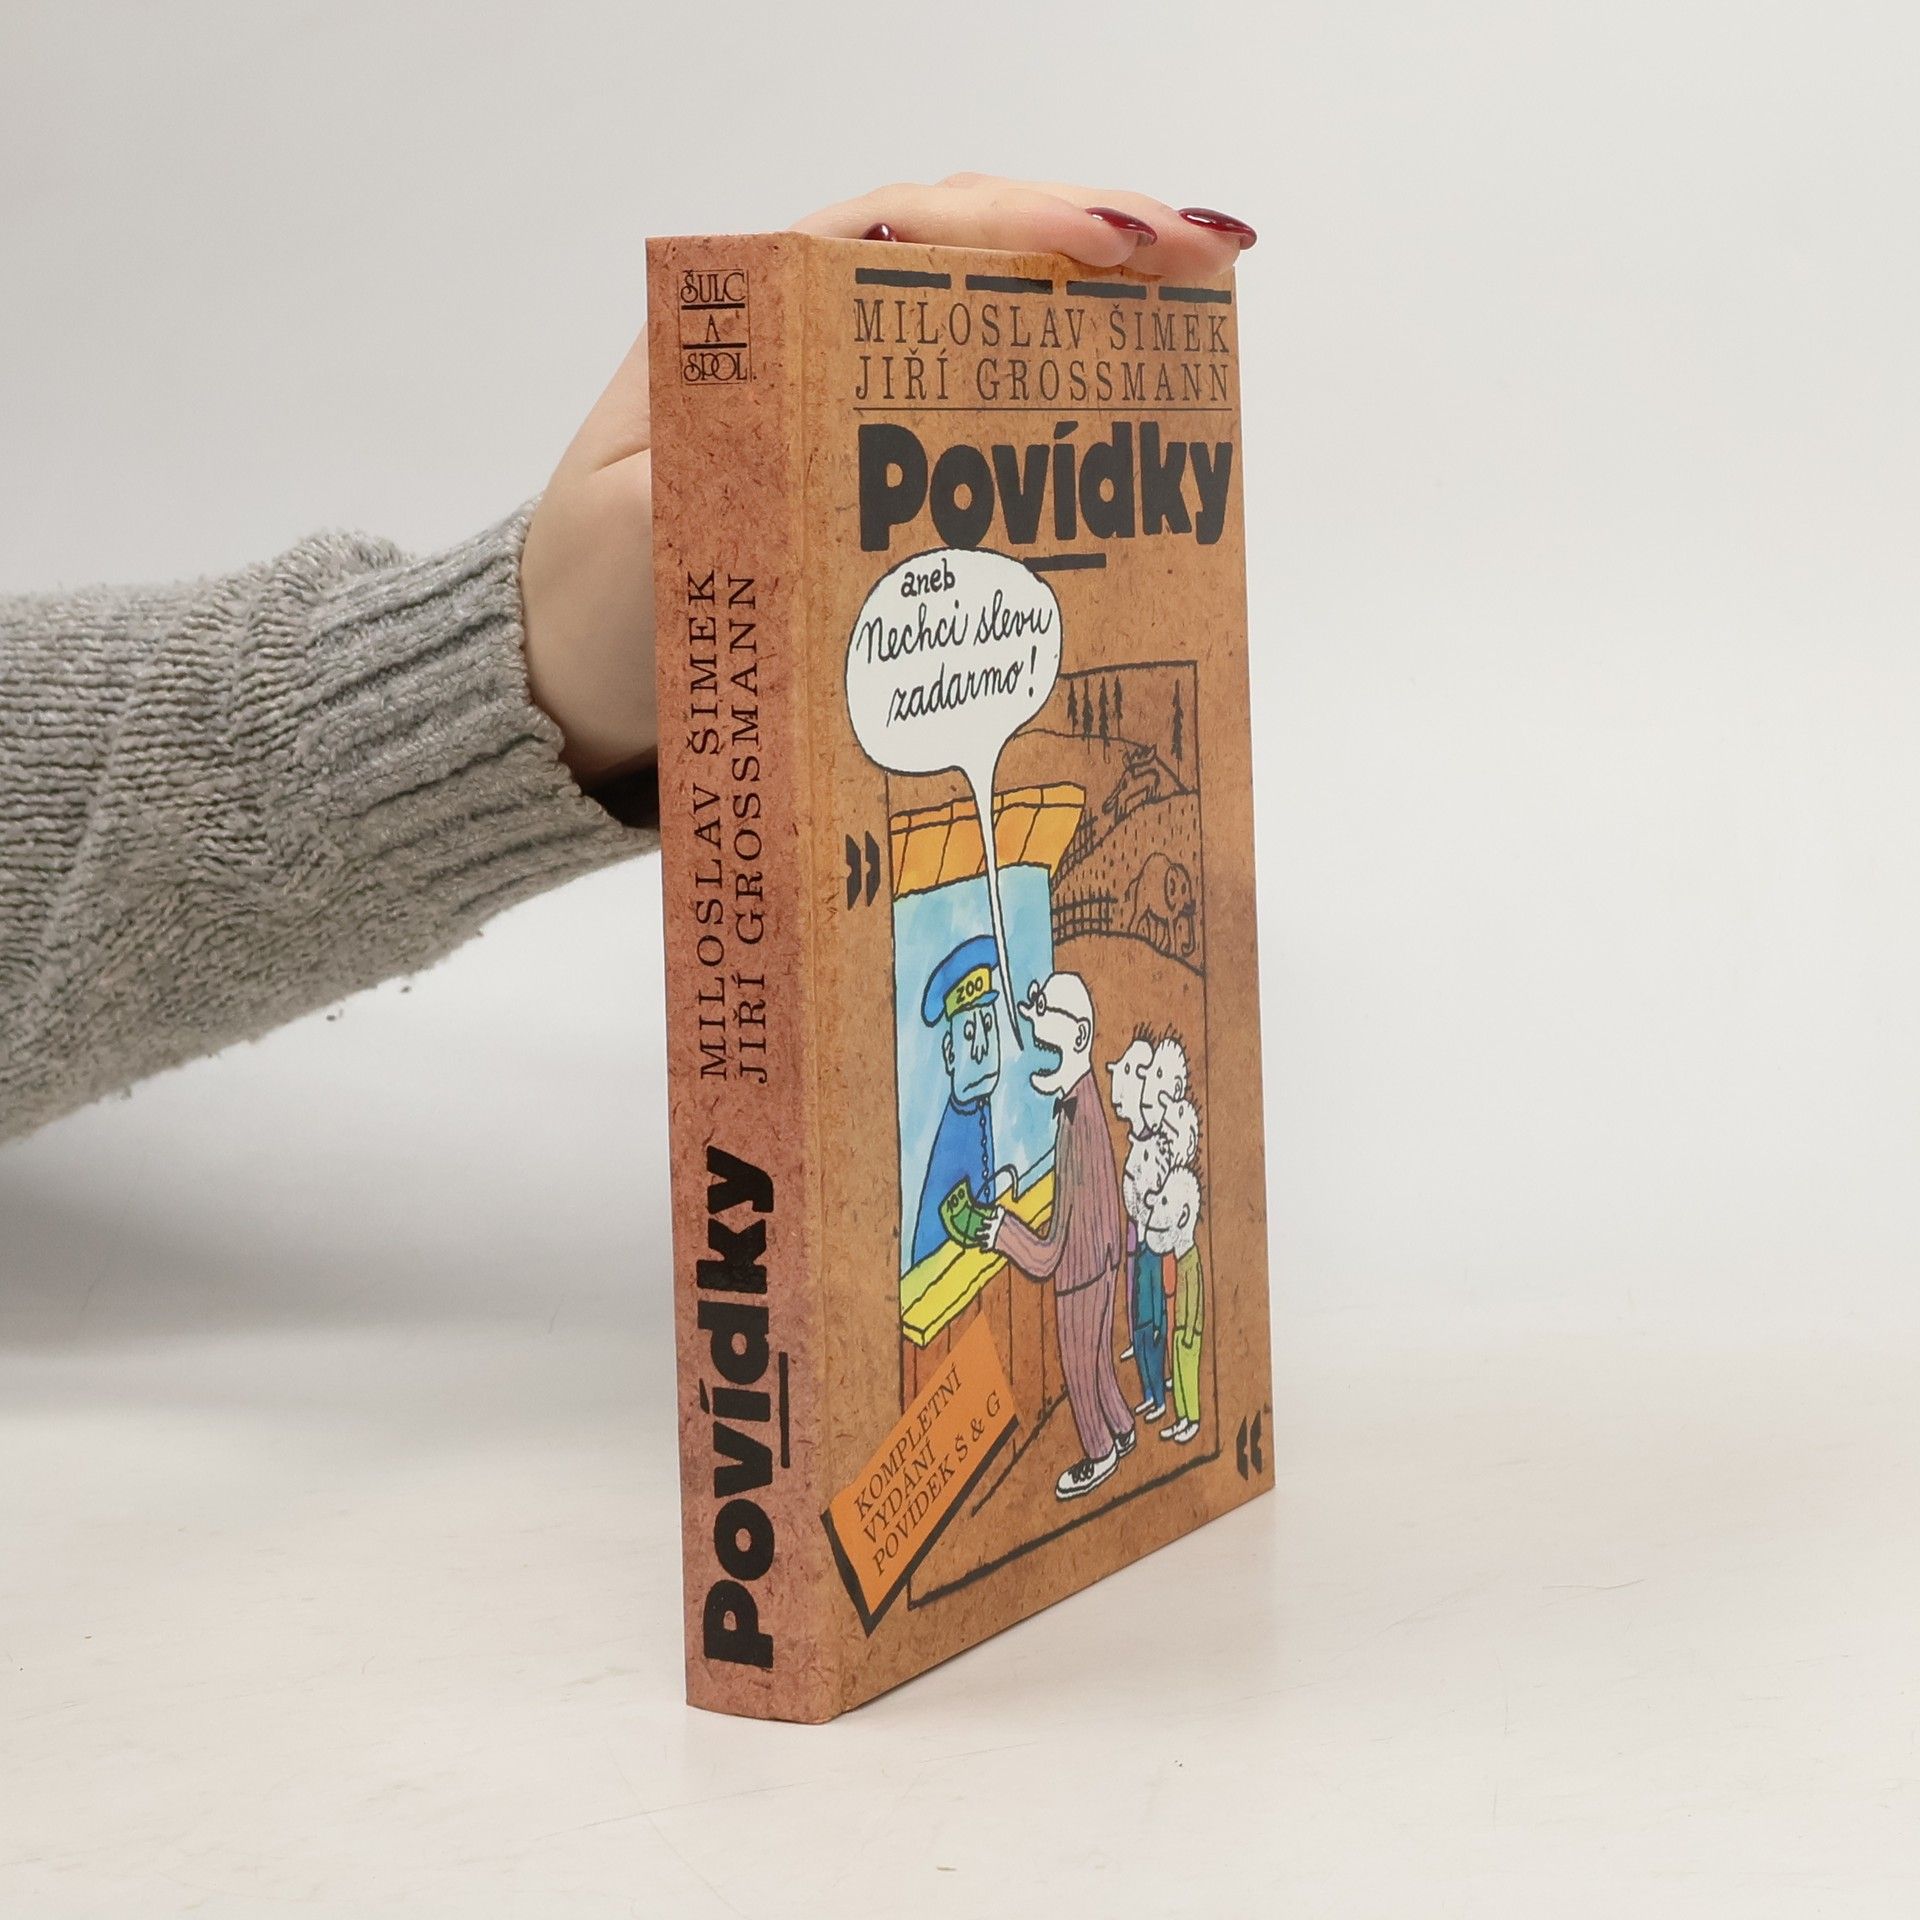 ŠULC
A
SPOL
MILOSLAV ŠIMEK
JIŘÍ GROSSMANN
Povídky
MILOSLAV ŠIMEK
JIŘÍ GROSSMANN
Povídky
aneb
Nechci slevu
zadarmo!
ZOO
100
KOMPLETNÍ
VYDÁNÍ
POVÍDEK Š & G